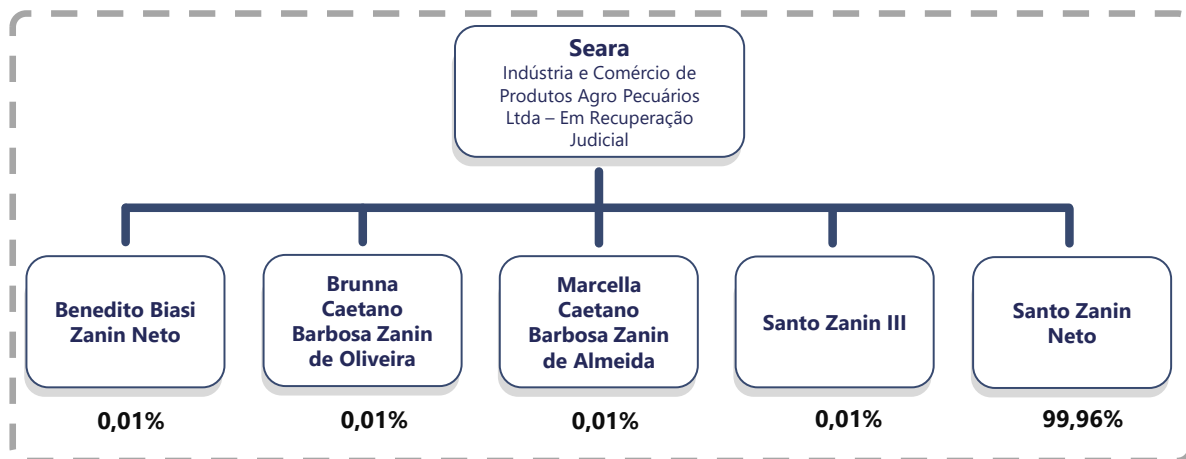 Seara
Indústria e Comércio de
Produtos Agro Pecuários
Ltda – Em Recuperação
Judicial
Benedito Biasi
Zanin Neto
Brunna
Caetano
Barbosa Zanin
de Oliveira
Marcella
Caetano
Barbosa Zanin
de Almeida
Santo Zanin III
Santo Zanin
Neto
0,01%
0,01%
0,01%
0,01%
99,96%